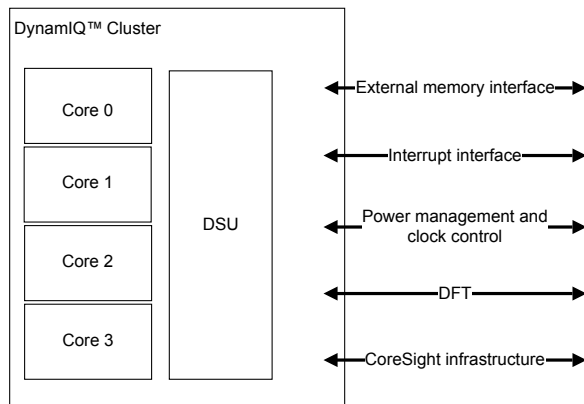 DynamIQ™ Cluster
Core 0
Core 1
Core 2
Core 3
DSU
External memory interface
Interrupt interface
Power management and
clock control
DFT
CoreSight infrastructure